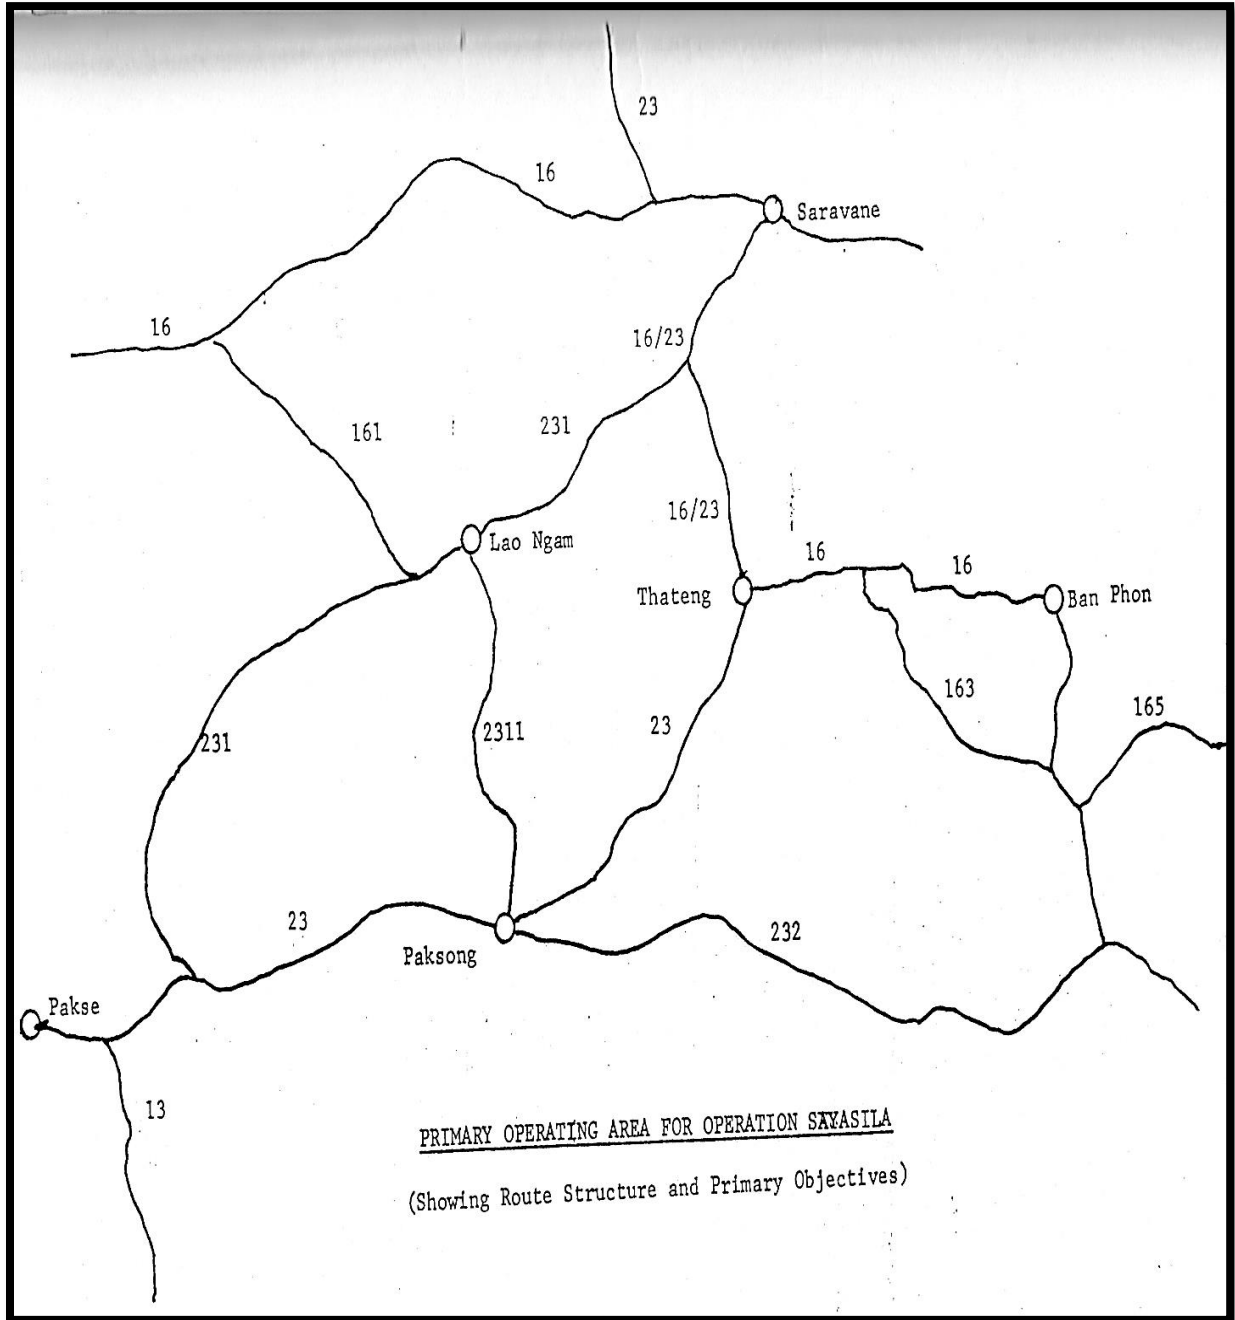 23
16
Saravane
16
16/23
161
231
16/23
Lao Ngam
16
16
Thateng
Ban Phon
163
165
23
2311
231
23
232
Paksong
Pakse
13
PRIMARY OPERATING AREA FOR OPERATION SAYASILA
(Showing Route Structure and Primary Objectives)